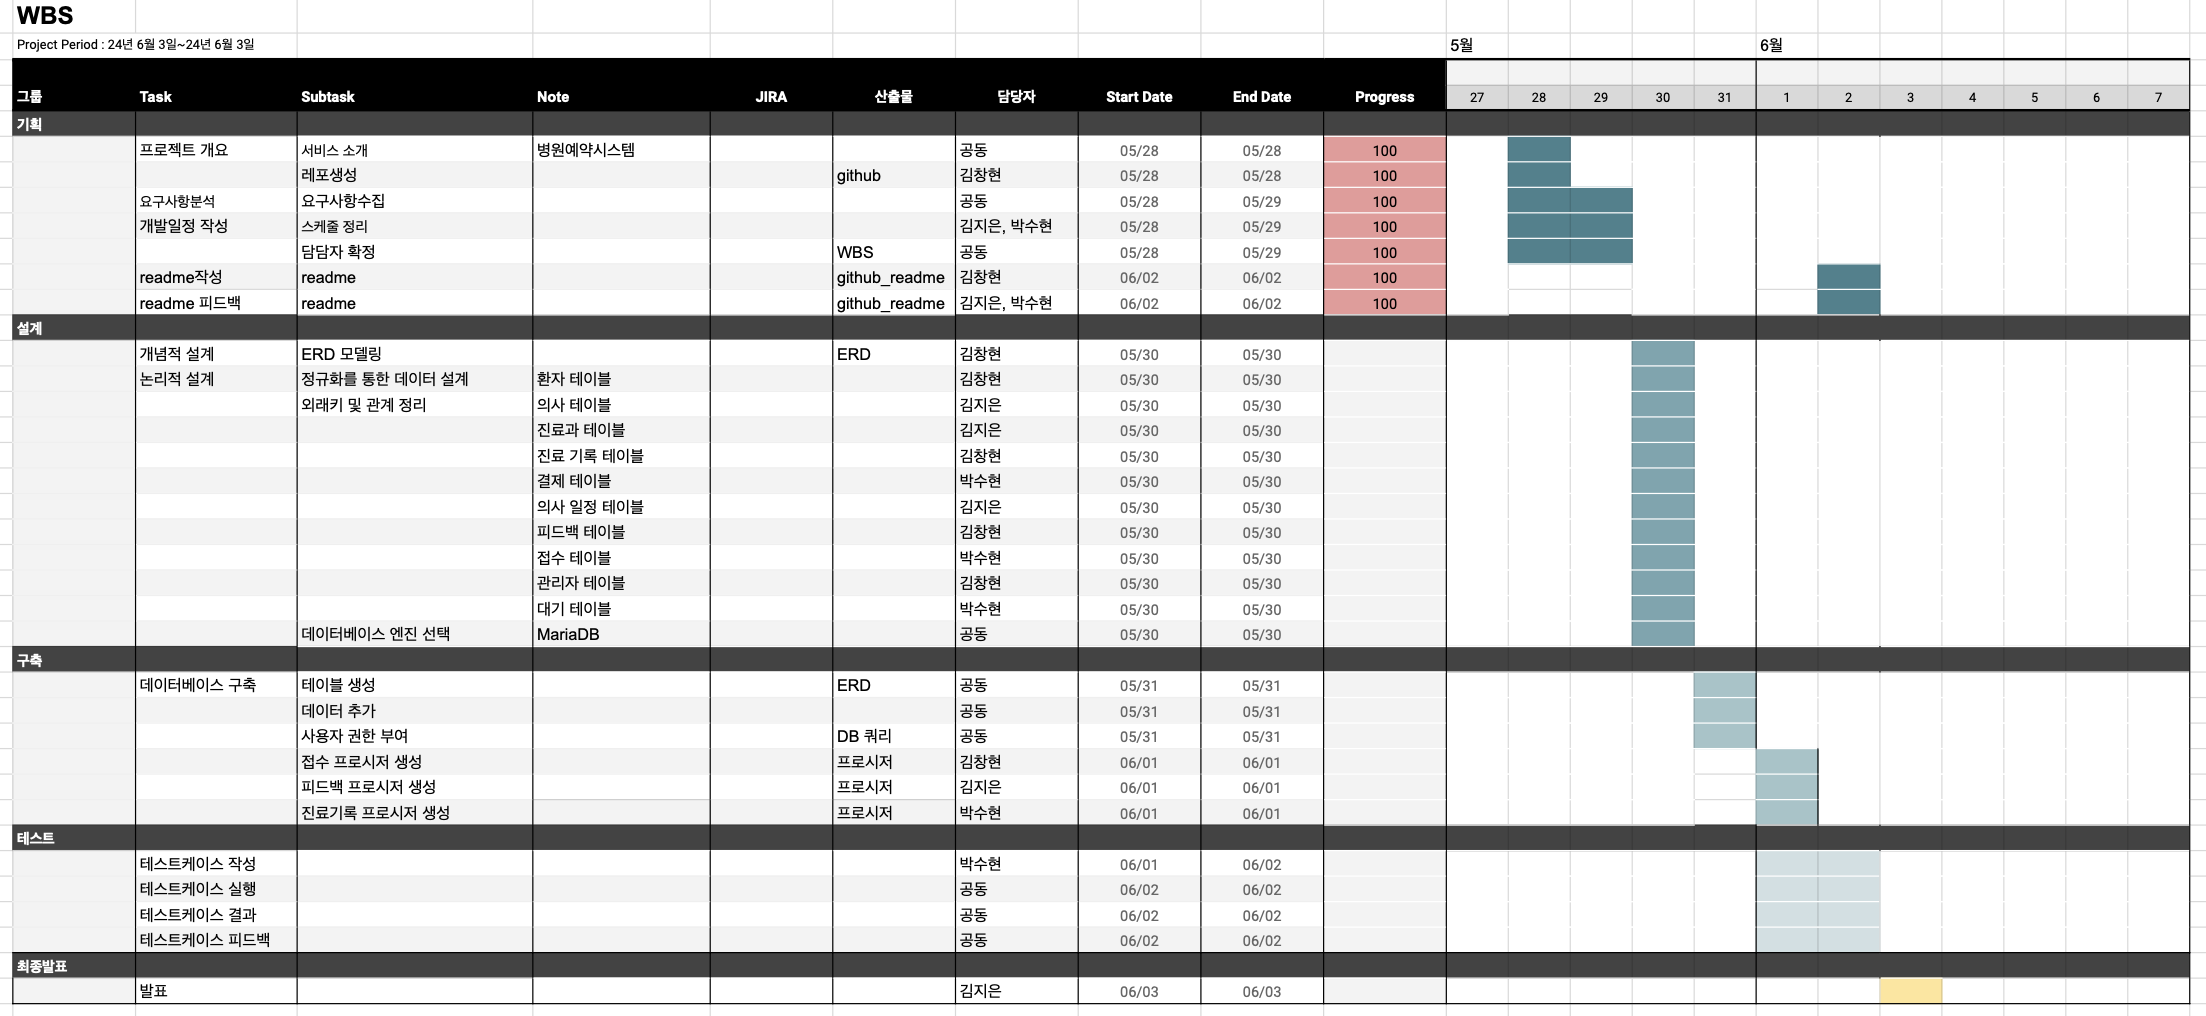 WBS
Project Period : 24년 6월 3일~24년 6월 3일 5월 6월
그룹 Task Subtask Note JIRA 산출물 담당자 Start Date End Date Progress 27 28 29 30 31 1 2 3 4 5 6 7
기획
프로젝트 개요 서비스 소개 병원예약시스템 공동 05/28 05/28 100
레포생성 github 김창현 05/28 05/28 100
요구사항분석 요구사항수집 공동 05/28 05/29 100
개발일정 작성 스케줄 정리 김지은, 박수현 05/28 05/29 100
담담자 확정 WBS 공동 05/28 05/29 100
readme작성 readme github_readme 김창현 06/02 06/02 100
readme 피드백 readme github_readme 김지은, 박수현 06/02 06/02 100
설계
개념적 설계 ERD 모델링 ERD 김창현 05/30 05/30
논리적 설계 정규화를 통한 데이터 설계 환자 테이블 김창현 05/30 05/30
외래키 및 관계 정리 의사 테이블 김지은 05/30 05/30
진료과 테이블 김지은 05/30 05/30
진료 기록 테이블 김창현 05/30 05/30
결제 테이블 박수현 05/30 05/30
의사 일정 테이블 김지은 05/30 05/30
피드백 테이블 김창현 05/30 05/30
접수 테이블 박수현 05/30 05/30
관리자 테이블 김창현 05/30 05/30
대기 테이블 박수현 05/30 05/30
데이터베이스 엔진 선택 MariaDB 공동 05/30 05/30
구축
데이터베이스 구축 테이블 생성 ERD 공동 05/31 05/31
데이터 추가 공동 05/31 05/31
사용자 권한 부여 DB 쿼리 공동 05/31 05/31
접수 프로시저 생성 프로시저 김창현 06/01 06/01
피드백 프로시저 생성 프로시저 김지은 06/01 06/01
진료기록 프로시저 생성 프로시저 박수현 06/01 06/01
테스트
테스트케이스 작성 박수현 06/01 06/02
테스트케이스 실행 공동 06/02 06/02
테스트케이스 결과 공동 06/02 06/02
테스트케이스 피드백 공동 06/02 06/02
최종발표
발표 김지은 06/03 06/03